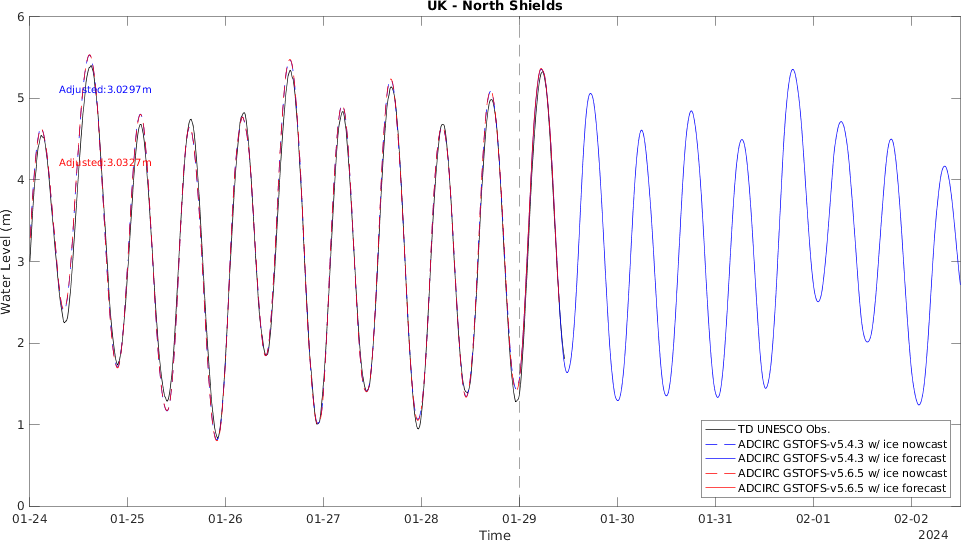 UK - North Shields
6
5
4
3
2
1
0
Water Level (m)
Adjusted:3.0297m
Adjusted:3.0327m
TD UNESCO Obs.
ADCIRC GSTOFS-v5.4.3 w/ ice nowcast
ADCIRC GSTOFS-v5.4.3 w/ ice forecast
ADCIRC GSTOFS-v5.6.5 w/ ice nowcast
ADCIRC GSTOFS-v5.6.5 w/ ice forecast
01-24 01-25 01-26 01-27 01-28 01-29 01-30 01-31 02-01 02-02
Time
2024